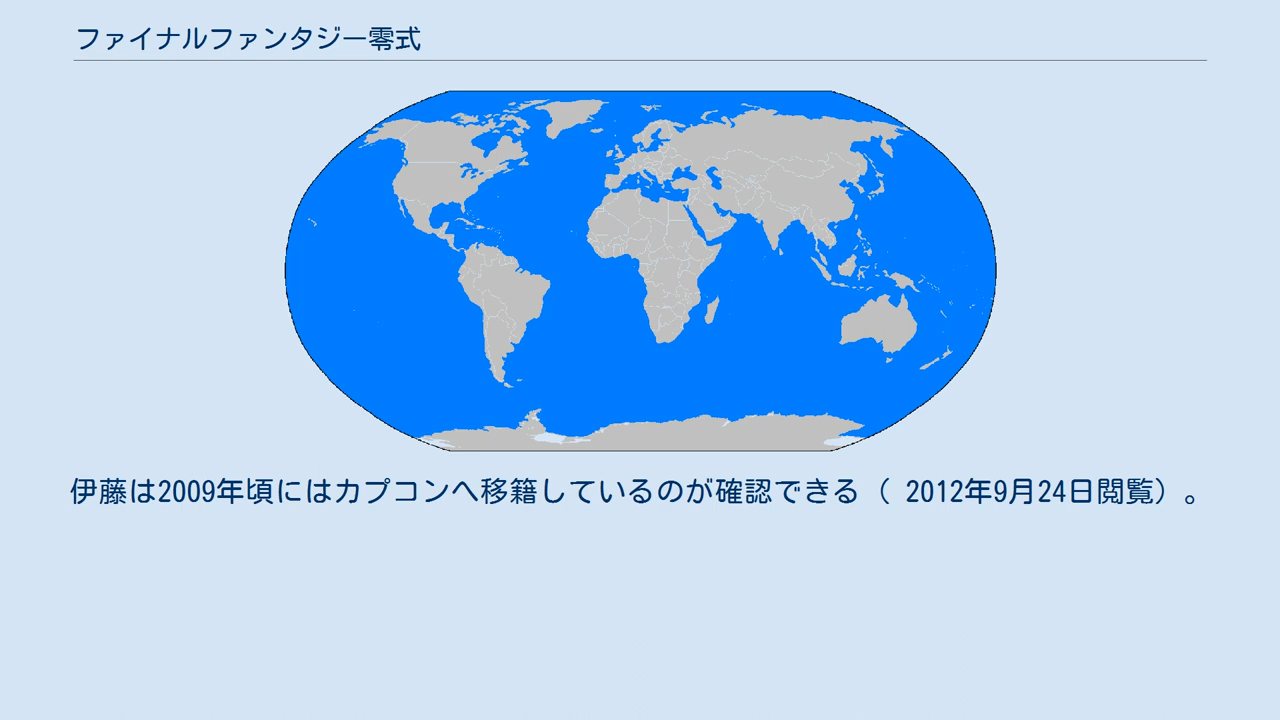 ファイナルファンタジー零式
伊藤は2009年頃にはカプコンへ移籍しているのが確認できる（ 2012年9月24日閲覧）。